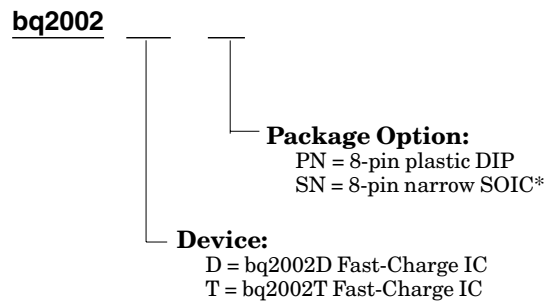 bq2002
Package Option:
PN = 8-pin plastic DIP
SN = 8-pin narrow SOIC*
Device:
D = bq2002D Fast-Charge IC
T = bq2002T Fast-Charge IC